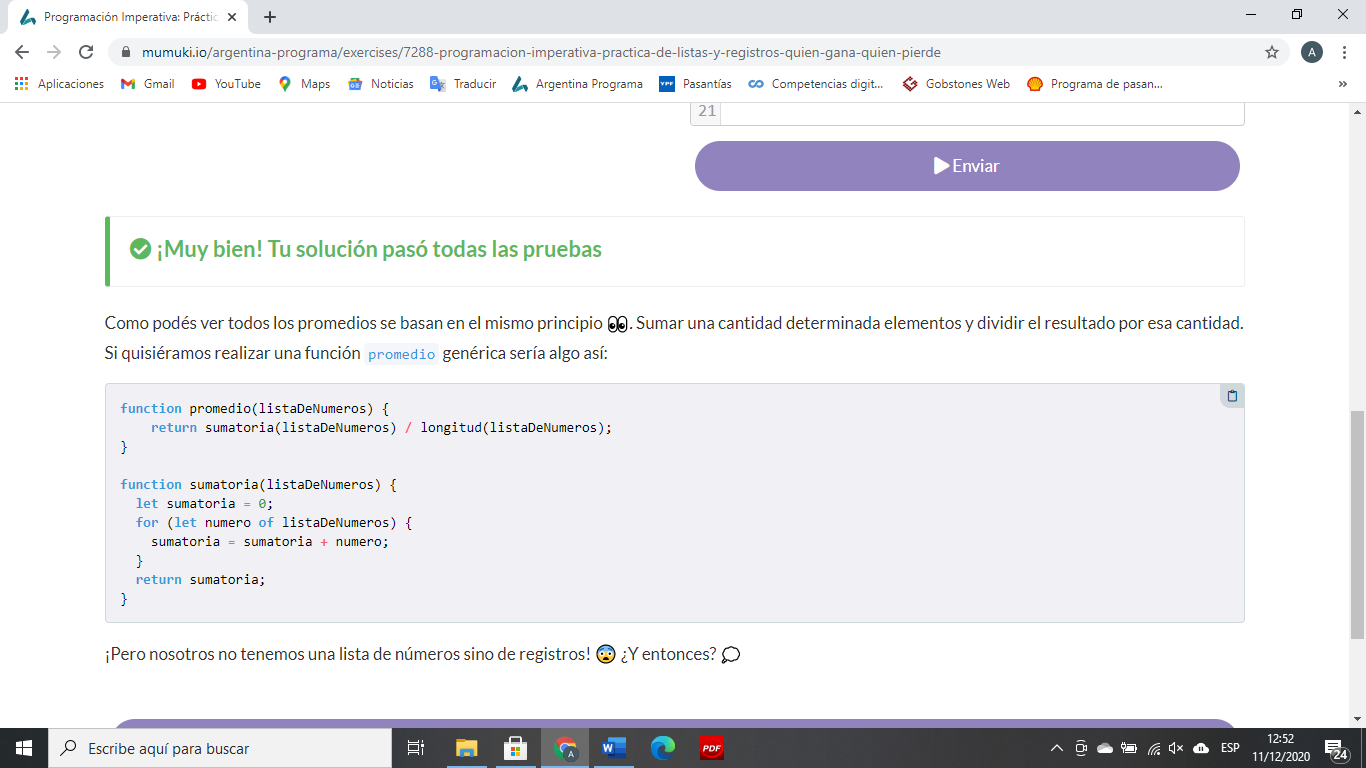 Programación Imperativa: Práctic
mumuki.io/argentina-programa/exercises/7288-programacion-imperativa-practica-de-listas-y-registros-quien-gana-quien-pierde
A
Aplicaciones Gmail YouTube Maps Noticias Traducir Argentina Programa YPF Pasantías Competencias digit... Gobstones Web Programa de pasan... »
21
Enviar
¡Muy bien! Tu solución pasó todas las pruebas
Como podés ver todos los promedios se basan en el mismo principio 👀. Sumar una cantidad determinada elementos y dividir el resultado por esa cantidad.
Si quisiéramos realizar una función promedio genérica sería algo así:
function promedio(listaDeNumeros) {
    return sumatoria(listaDeNumeros) / longitud(listaDeNumeros);
}
function sumatoria(listaDeNumeros) {
  let sumatoria = 0;
  for (let numero of listaDeNumeros) {
    sumatoria = sumatoria + numero;
  }
  return sumatoria;
}
¡Pero nosotros no tenemos una lista de números sino de registros! 😨 ¿Y entonces? 💭
Escribe aquí para buscar
A
W
PDF
ESP
12:52
11/12/2020
24